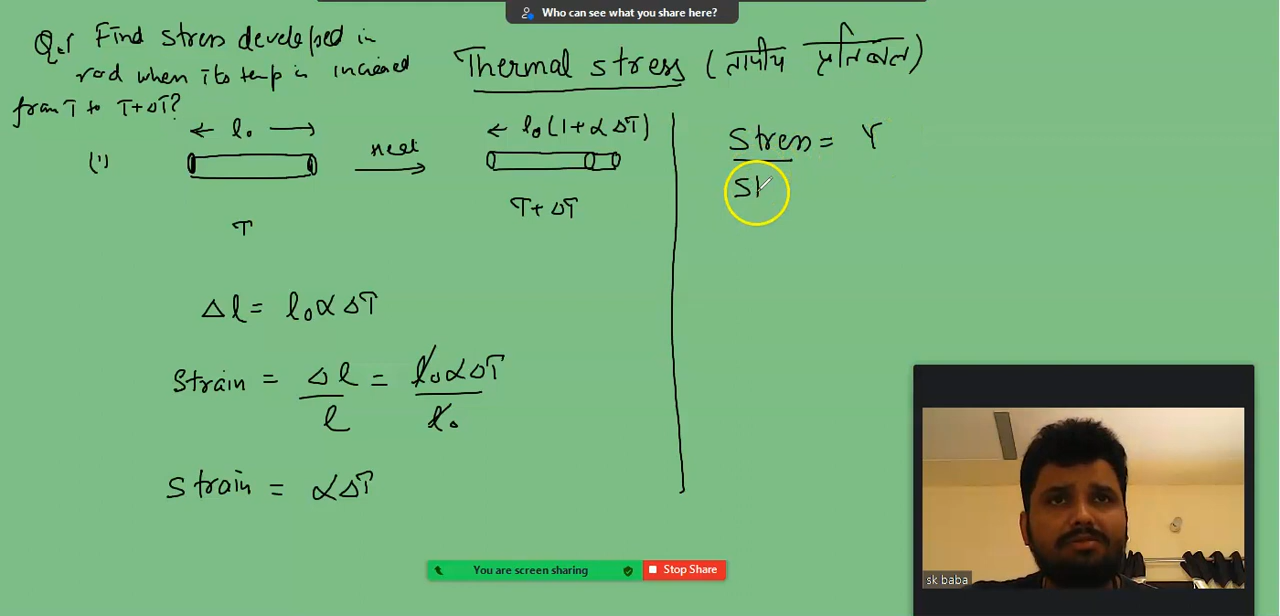 Who can see what you share here?
Q.1 Find stress developed in
rod when its temp is increased
from T to T+ΔT?
Thermal stress (तापीय प्रतिबल)
← l₀ →
← l₀(1+αΔT)
(1)
heat
T
T+ΔT
Δl = l₀αΔT
Strain = Δl/l = l₀αΔT/l₀
Strain = αΔT
Stress = Y
St
You are screen sharing
Stop Share
sk baba